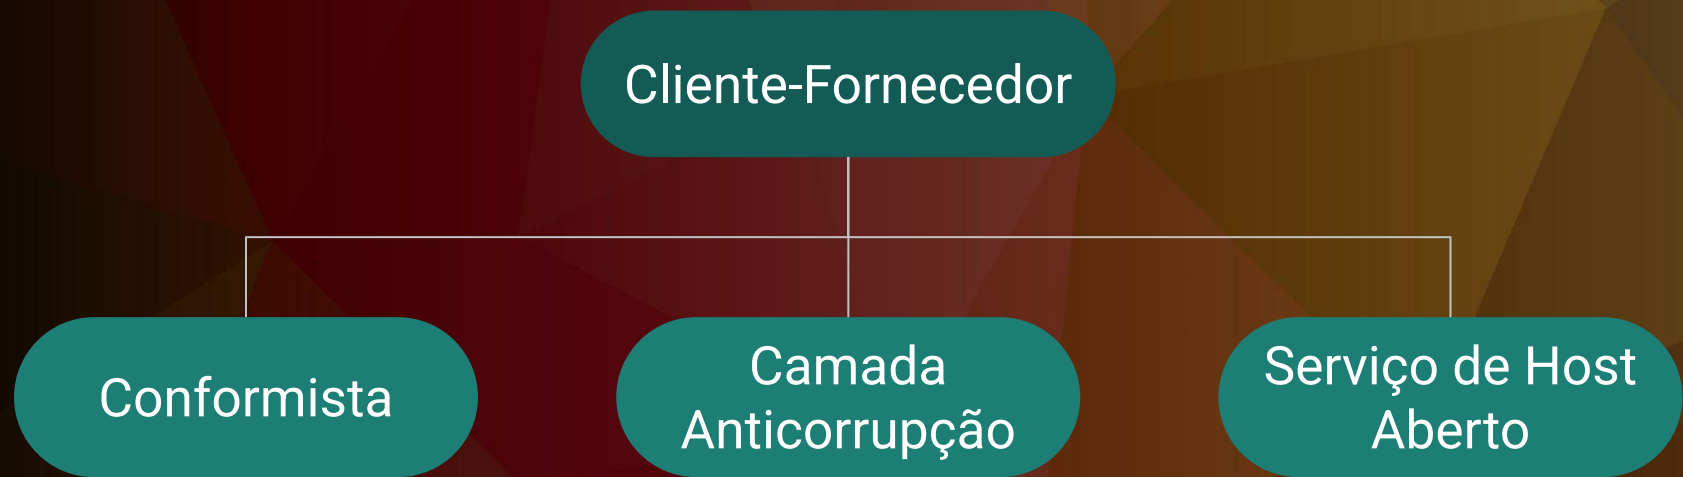 Cliente-Fornecedor
Conformista
Camada
Anticorrupção
Serviço de Host
Aberto